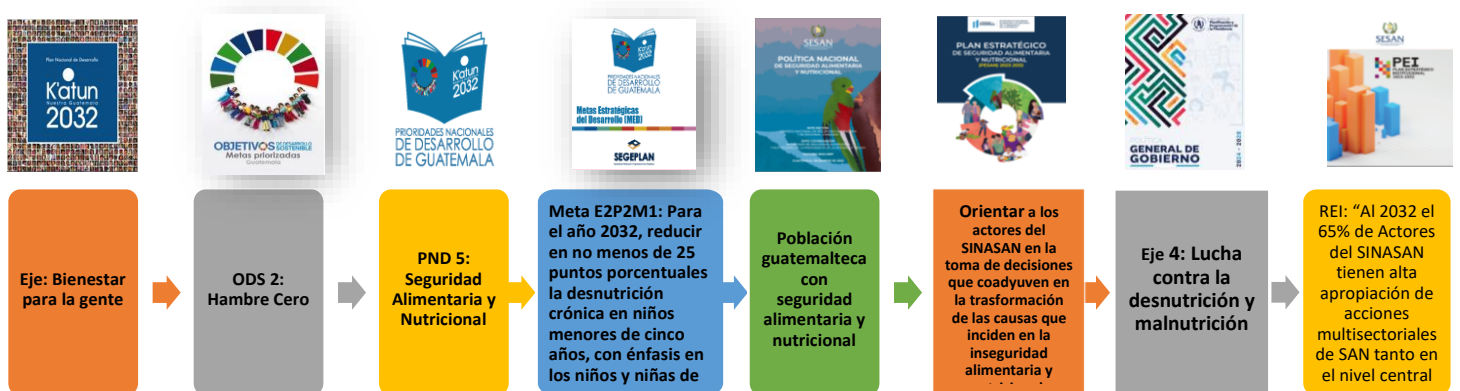 Plan Nacional de Desarrollo
K'atun
Nuestra Guatemala
2032
OBJETIVOS DE DESARROLLO
SOSTENIBLE
Metas priorizadas
Guatemala
K'atun
2032
PRIORIDADES NACIONALES
DE DESARROLLO
DE GUATEMALA
K'atun
2032
PRIORIDADES NACIONALES
DE DESARROLLO
DE GUATEMALA
Metas Estratégicas
del Desarrollo (MED)
SEGEPLAN
SESAN
POLÍTICA NACIONAL
DE SEGURIDAD ALIMENTARIA
Y NUTRICIONAL
PLAN ESTRATÉGICO
DE SEGURIDAD ALIMENTARIA
Y NUTRICIONAL
GENERAL DE
GOBIERNO
2024 - 2028
SESAN
PEI
PLAN ESTRATÉGICO
INSTITUCIONAL
Eje: Bienestar
para la gente
ODS 2:
Hambre Cero
PND 5:
Seguridad
Alimentaria y
Nutricional
Meta E2P2M1: Para
el año 2032, reducir
en no menos de 25
puntos porcentuales
la desnutrición
crónica en niños
menores de cinco
años, con énfasis en
los niños y niñas de
Población
guatemalteca
con
seguridad
alimentaria y
nutricional
Orientar a los
actores del
SINASAN en la
toma de decisiones
que coadyuven en
la trasformación
de las causas que
inciden en la
inseguridad
alimentaria y
Eje 4: Lucha
contra la
desnutrición y
malnutrición
REI: “Al 2032 el
65% de Actores
del SINASAN
tienen alta
apropiación de
acciones
multisectoriales
de SAN tanto en
el nivel central